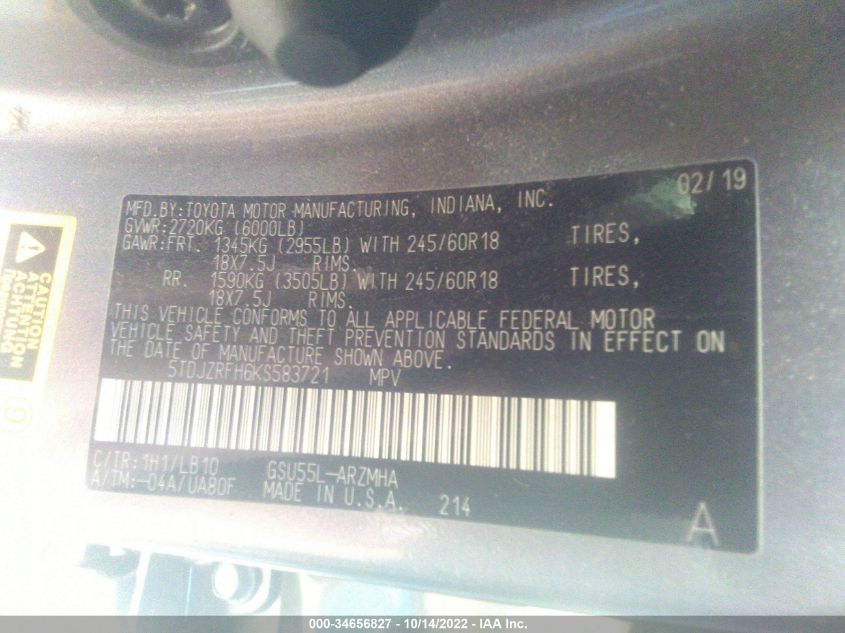 02/19
MFD.BY:TOYOTA MOTOR MANUFACTURING, INDIANA, INC.
GVWR:2720KG (6000LB)
GAWR:FRT. 1345KG (2955LB) WITH 245/60R18 TIRES,
18X7.5J RIMS.
RR. 1590KG (3505LB) WITH 245/60R18 TIRES,
18X7.5J RIMS.
THIS VEHICLE CONFORMS TO ALL APPLICABLE FEDERAL MOTOR
VEHICLE SAFETY AND THEFT PREVENTION STANDARDS IN EFFECT ON
THE DATE OF MANUFACTURE SHOWN ABOVE.
5TDJZRFH6KS583721 MPV
C/TR:1H1/LB10 GSU55L-ARZMHA
A/TM:-04A/UA80F MADE IN U.S.A. 214
A
CAUTION
ATTENTION
ACHTUNG
000-34656827 - 10/14/2022 - IAA Inc.